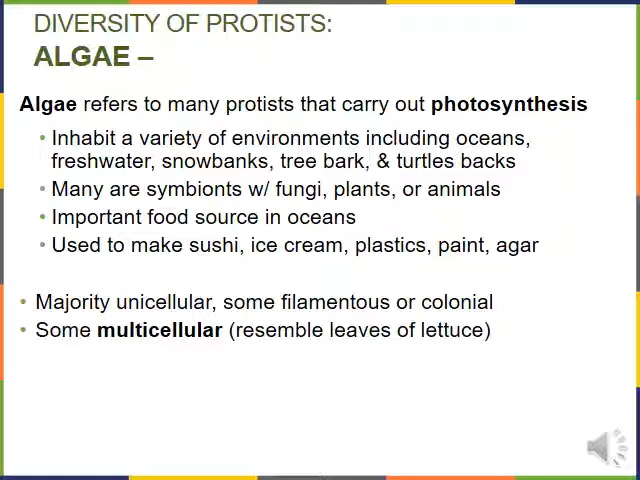 DIVERSITY OF PROTISTS:
ALGAE –
Algae refers to many protists that carry out photosynthesis
• Inhabit a variety of environments including oceans,
freshwater, snowbanks, tree bark, & turtles backs
• Many are symbionts w/ fungi, plants, or animals
• Important food source in oceans
• Used to make sushi, ice cream, plastics, paint, agar
• Majority unicellular, some filamentous or colonial
• Some multicellular (resemble leaves of lettuce)